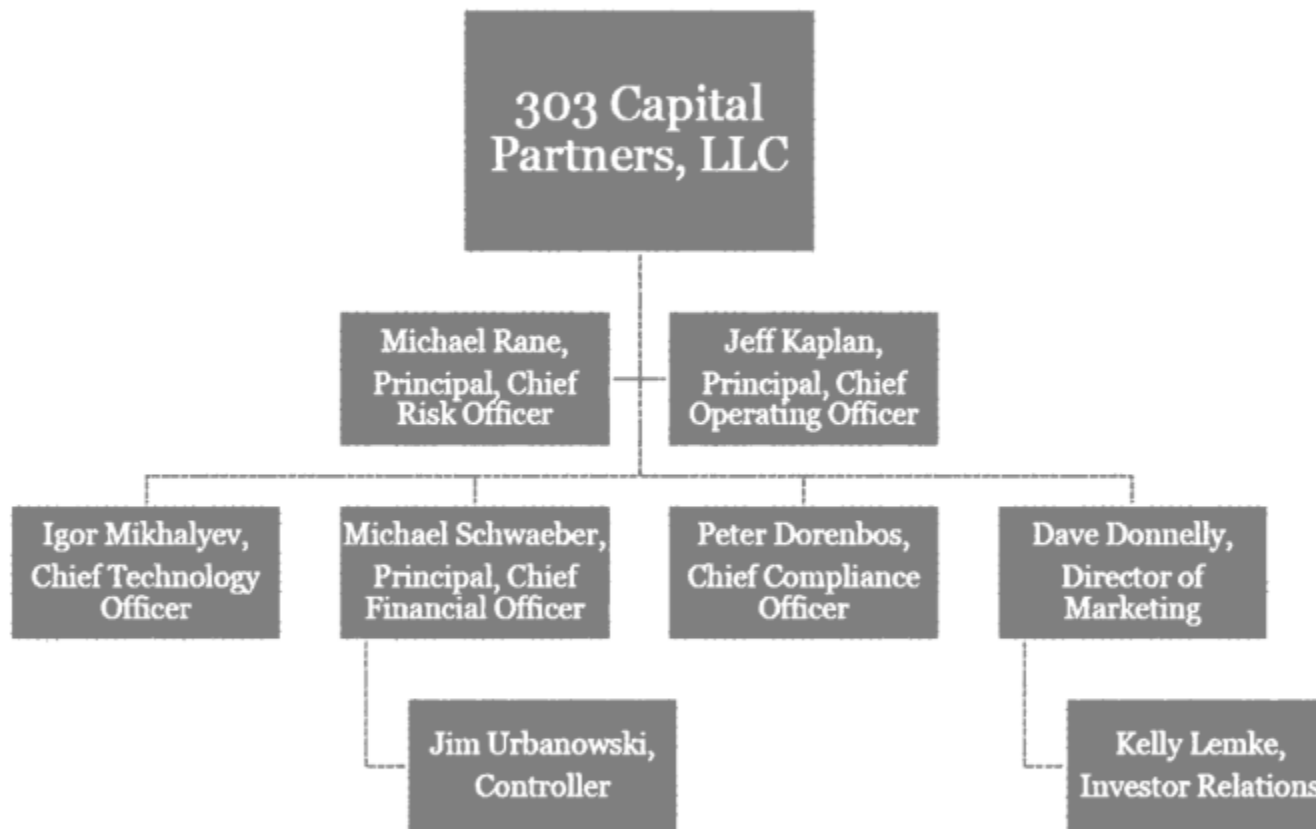 303 Capital
Partners, LLC
Michael Rane,
Principal, Chief
Risk Officer
Jeff Kaplan,
Principal, Chief
Operating Officer
Igor Mikhalyev,
Chief Technology
Officer
Michael Schwaeber,
Principal, Chief
Financial Officer
Peter Dorenbos,
Chief Compliance
Officer
Dave Donnelly,
Director of
Marketing
Jim Urbanowski,
Controller
Kelly Lemke,
Investor Relations